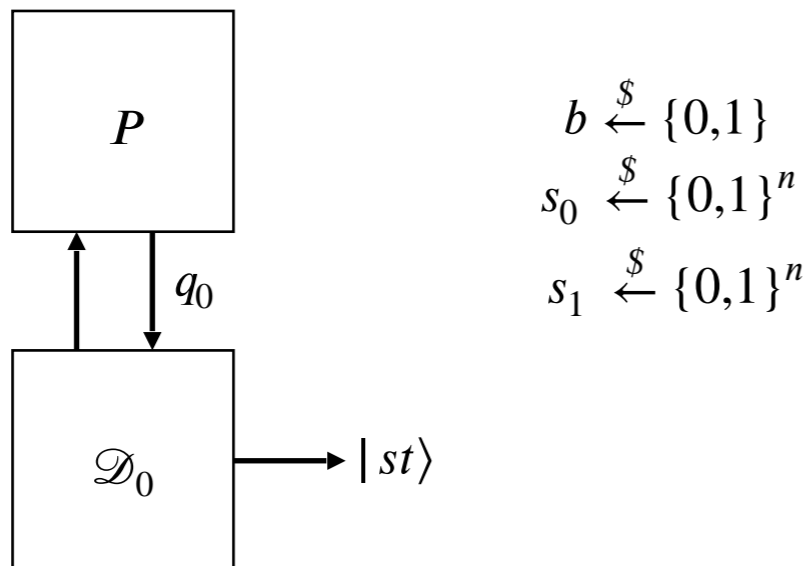 P
b ←$ {0,1}
s₀ ←$ {0,1}ⁿ
q₀
s₁ ←$ {0,1}ⁿ
𝒟₀
| st⟩